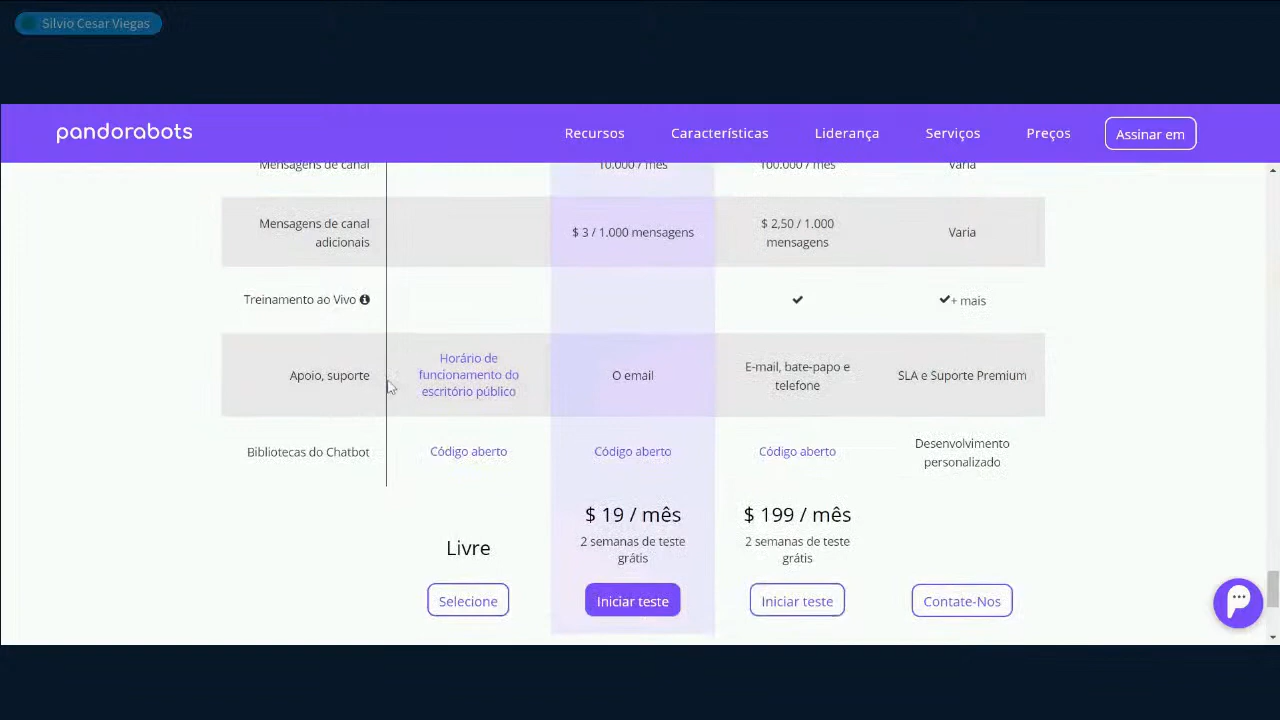 Silvio Cesar Viegas
pandorabots
Recursos
Características
Liderança
Serviços
Preços
Assinar em
Mensagens de canal
10.000 / mês
100.000 / mês
Varia
Mensagens de canal
adicionais
$ 3 / 1.000 mensagens
$ 2,50 / 1.000
mensagens
Varia
Treinamento ao Vivo
+ mais
Apoio, suporte
Horário de
funcionamento do
escritório público
O email
E-mail, bate-papo e
telefone
SLA e Suporte Premium
Bibliotecas do Chatbot
Código aberto
Código aberto
Código aberto
Desenvolvimento
personalizado
Livre
$ 19 / mês
2 semanas de teste
grátis
$ 199 / mês
2 semanas de teste
grátis
Selecione
Iniciar teste
Iniciar teste
Contate-Nos